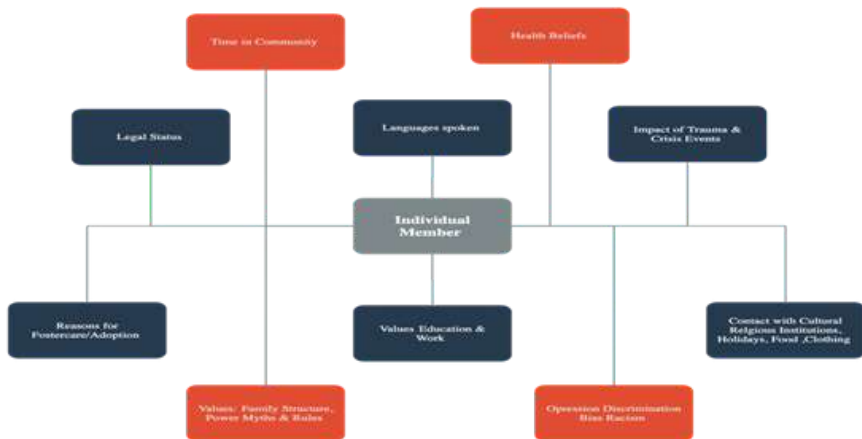 Time in Community
Health Beliefs
Legal Status
Languages spoken
Impact of Trauma &
Crisis Events
Individual
Member
Reasons for
Fostercare/Adoption
Values Education &
Work
Contact with Cultural
Relgious Institutions,
Holidays, Food ,Clothing
Values: Family Structure,
Power Myths & Rules
Operession Discrimination
Bias Racism